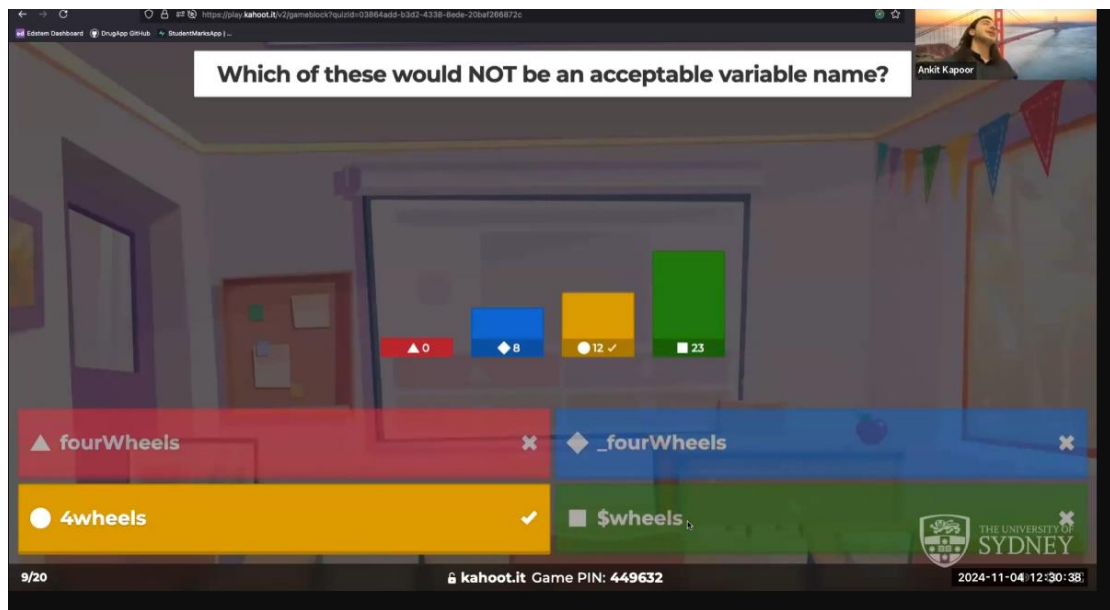 https://play.kahoot.it/v2/gameblock?quizId=03864add-b3d2-4338-8ede-20baf266872c
Edstem Dashboard DrugApp GitHub StudentMarksApp | ...
Which of these would NOT be an acceptable variable name?
Ankit Kapoor
0
8
12
23
fourWheels
_fourWheels
4wheels
$wheels
THE UNIVERSITY OF
SYDNEY
9/20
kahoot.it Game PIN: 449632
2024-11-04 12:30:38